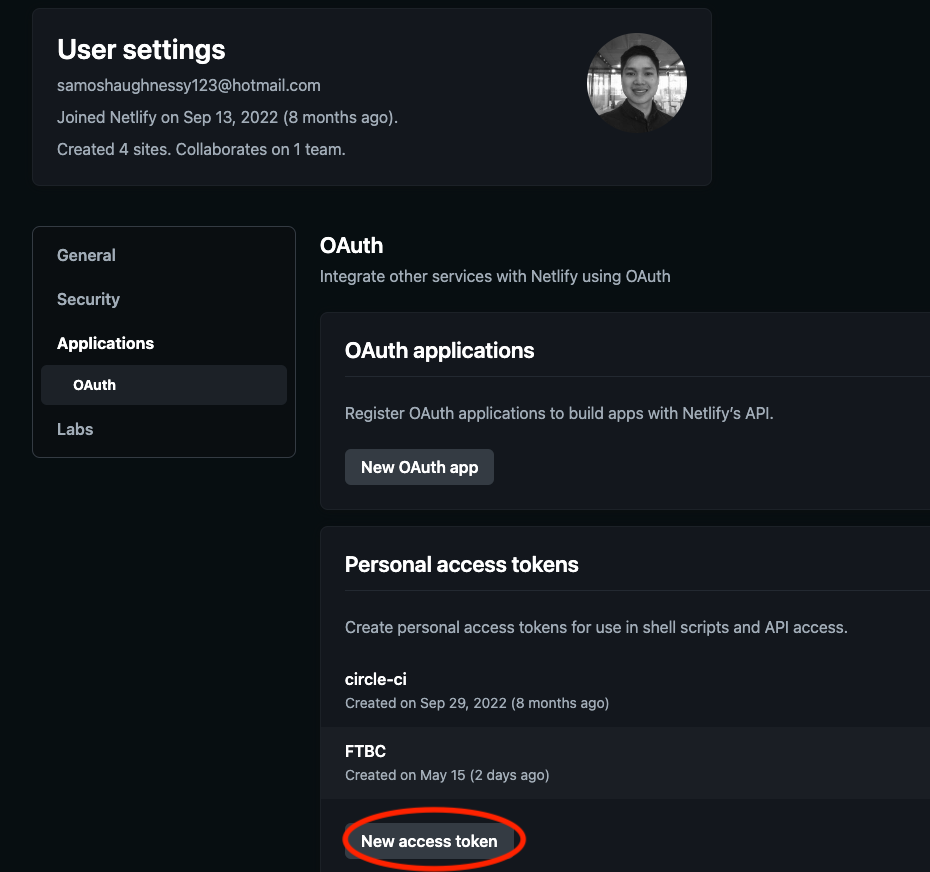 User settings
samoshaughnessy123@hotmail.com
Joined Netlify on Sep 13, 2022 (8 months ago).
Created 4 sites. Collaborates on 1 team.
General
Security
Applications
OAuth
Labs
OAuth
Integrate other services with Netlify using OAuth
OAuth applications
Register OAuth applications to build apps with Netlify’s API.
New OAuth app
Personal access tokens
Create personal access tokens for use in shell scripts and API access.
circle-ci
Created on Sep 29, 2022 (8 months ago)
FTBC
Created on May 15 (2 days ago)
New access token